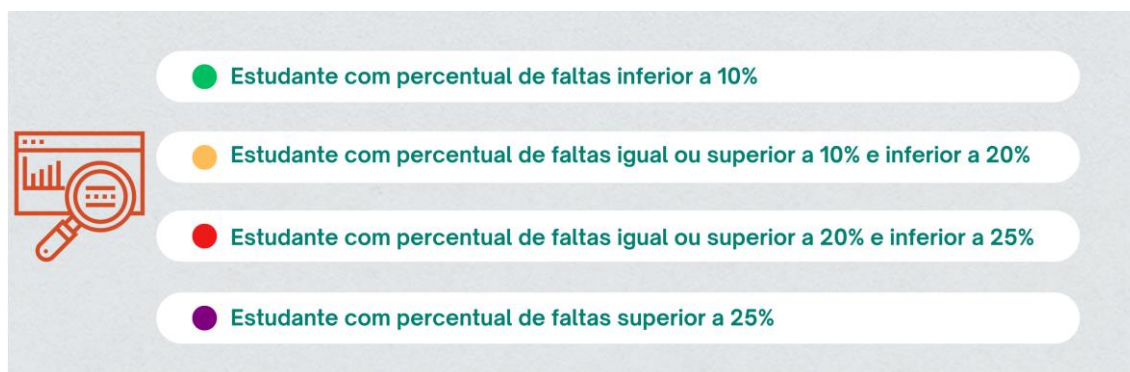 Estudante com percentual de faltas inferior a 10%
Estudante com percentual de faltas igual ou superior a 10% e inferior a 20%
Estudante com percentual de faltas igual ou superior a 20% e inferior a 25%
Estudante com percentual de faltas superior a 25%